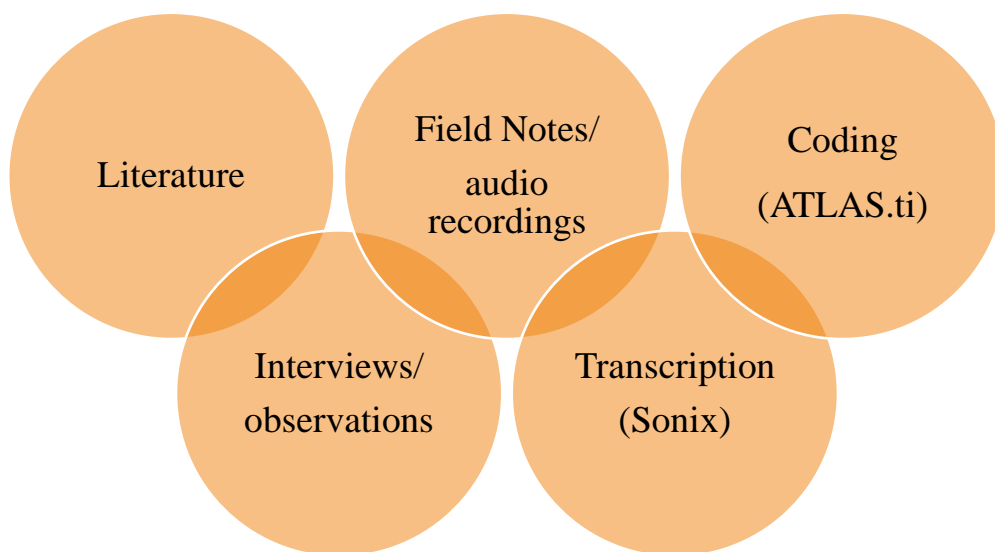 Literature
Field Notes/
audio
recordings
Coding
(ATLAS.ti)
Interviews/
observations
Transcription
(Sonix)